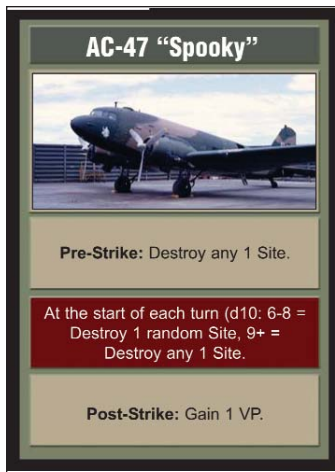 AC-47 “Spooky”
Pre-Strike: Destroy any 1 Site.
At the start of each turn (d10: 6-8 =
Destroy 1 random Site, 9+ =
Destroy any 1 Site.
Post-Strike: Gain 1 VP.